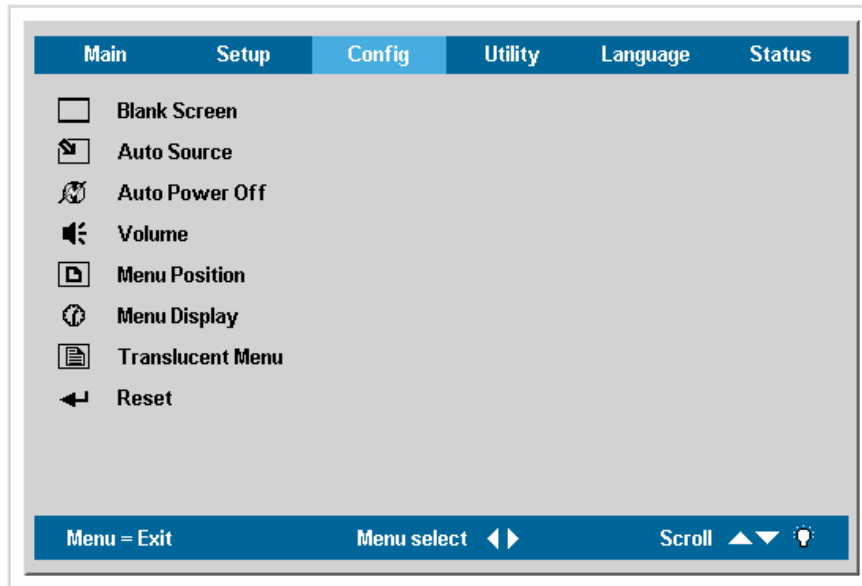 Main Setup Config Utility Language Status
Blank Screen
Auto Source
Auto Power Off
Volume
Menu Position
Menu Display
Translucent Menu
Reset
Menu = Exit Menu select Scroll